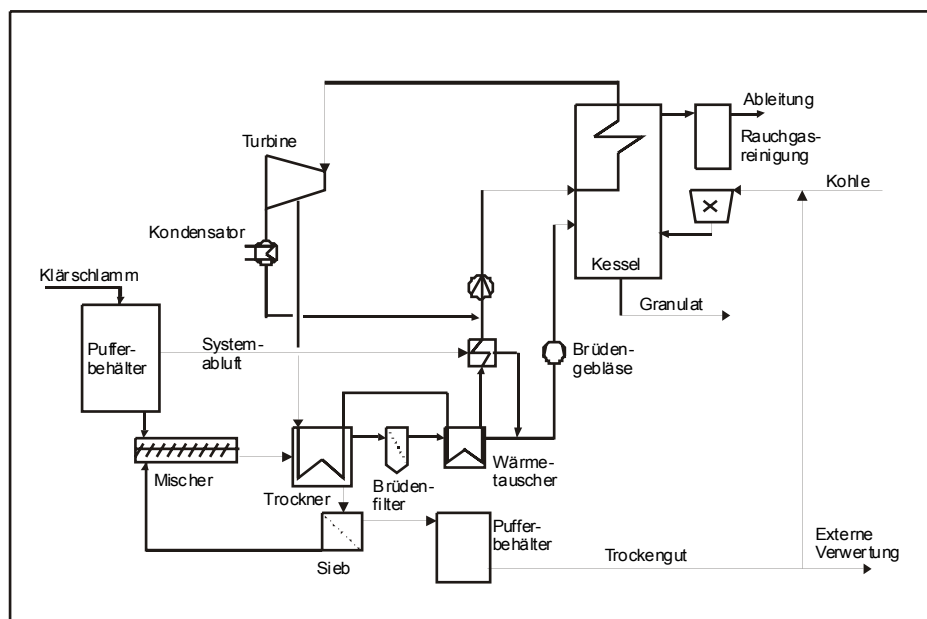 Ableitung
Rauchgas-
reinigung
Turbine
Kohle
Kondensator
Kessel
Klärschlamm
Granulat
Puffer-
behälter
System-
abluft
Brüden-
gebläse
Mischer
Wärme-
tauscher
Trockner
Brüden-
filter
Puffer-
behälter
Sieb
Trockengut
Externe
Verwertung